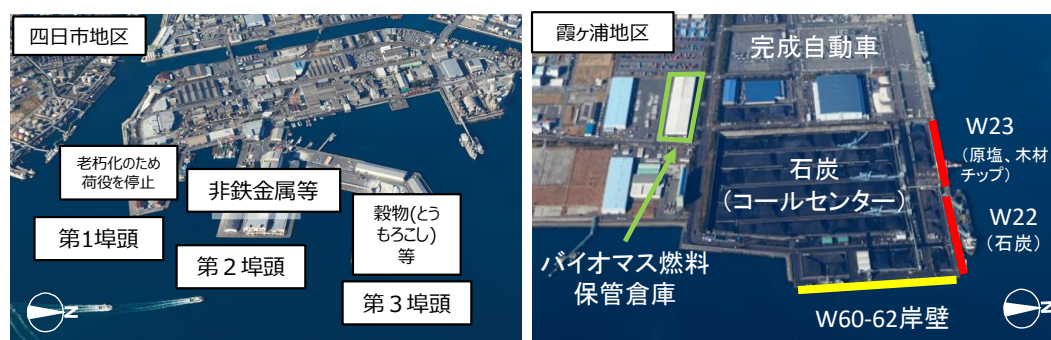 四日市地区
老朽化のため
荷役を停止
非鉄金属等
穀物(とう
もろこし)
等
第1埠頭
第２埠頭
第３埠頭
N
霞ヶ浦地区
完成自動車
W23
(原塩、木材
チップ)
石炭
(コールセンター)
W22
(石炭)
バイオマス燃料
保管倉庫
W60-62岸壁
N